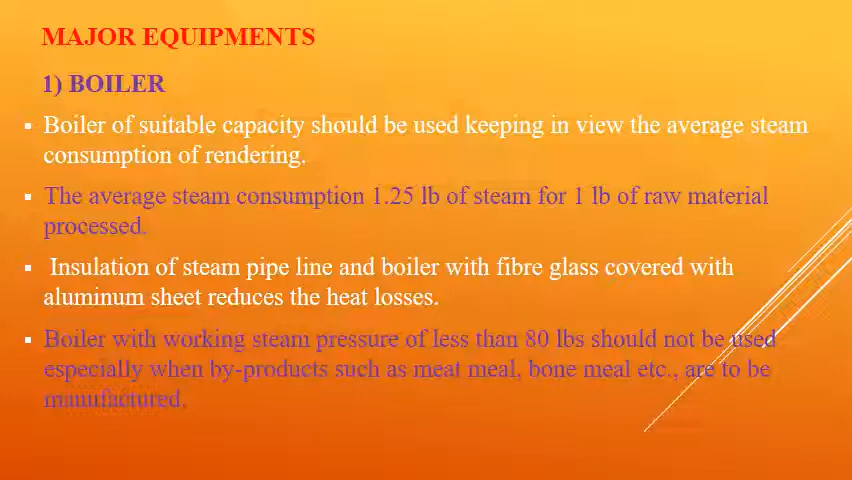 MAJOR EQUIPMENTS
1) BOILER
▪ Boiler of suitable capacity should be used keeping in view the average steam
consumption of rendering.
▪ The average steam consumption 1.25 lb of steam for 1 lb of raw material
processed.
▪ Insulation of steam pipe line and boiler with fibre glass covered with
aluminum sheet reduces the heat losses.
▪ Boiler with working steam pressure of less than 80 lbs should not be used
especially when by-products such as meat meal, bone meal etc., are to be
manufactured.